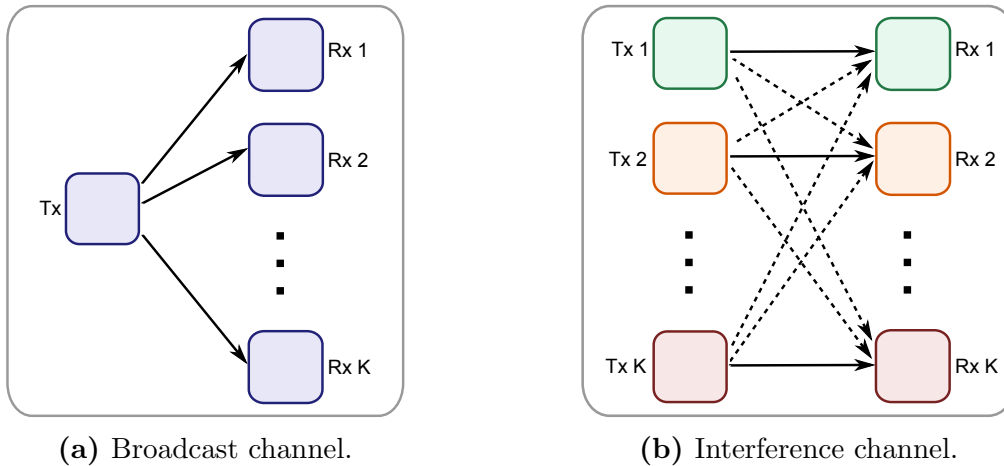 Tx
Rx 1
Rx 2
Rx K
(a) Broadcast channel.
Tx 1
Tx 2
Tx K
Rx 1
Rx 2
Rx K
(b) Interference channel.